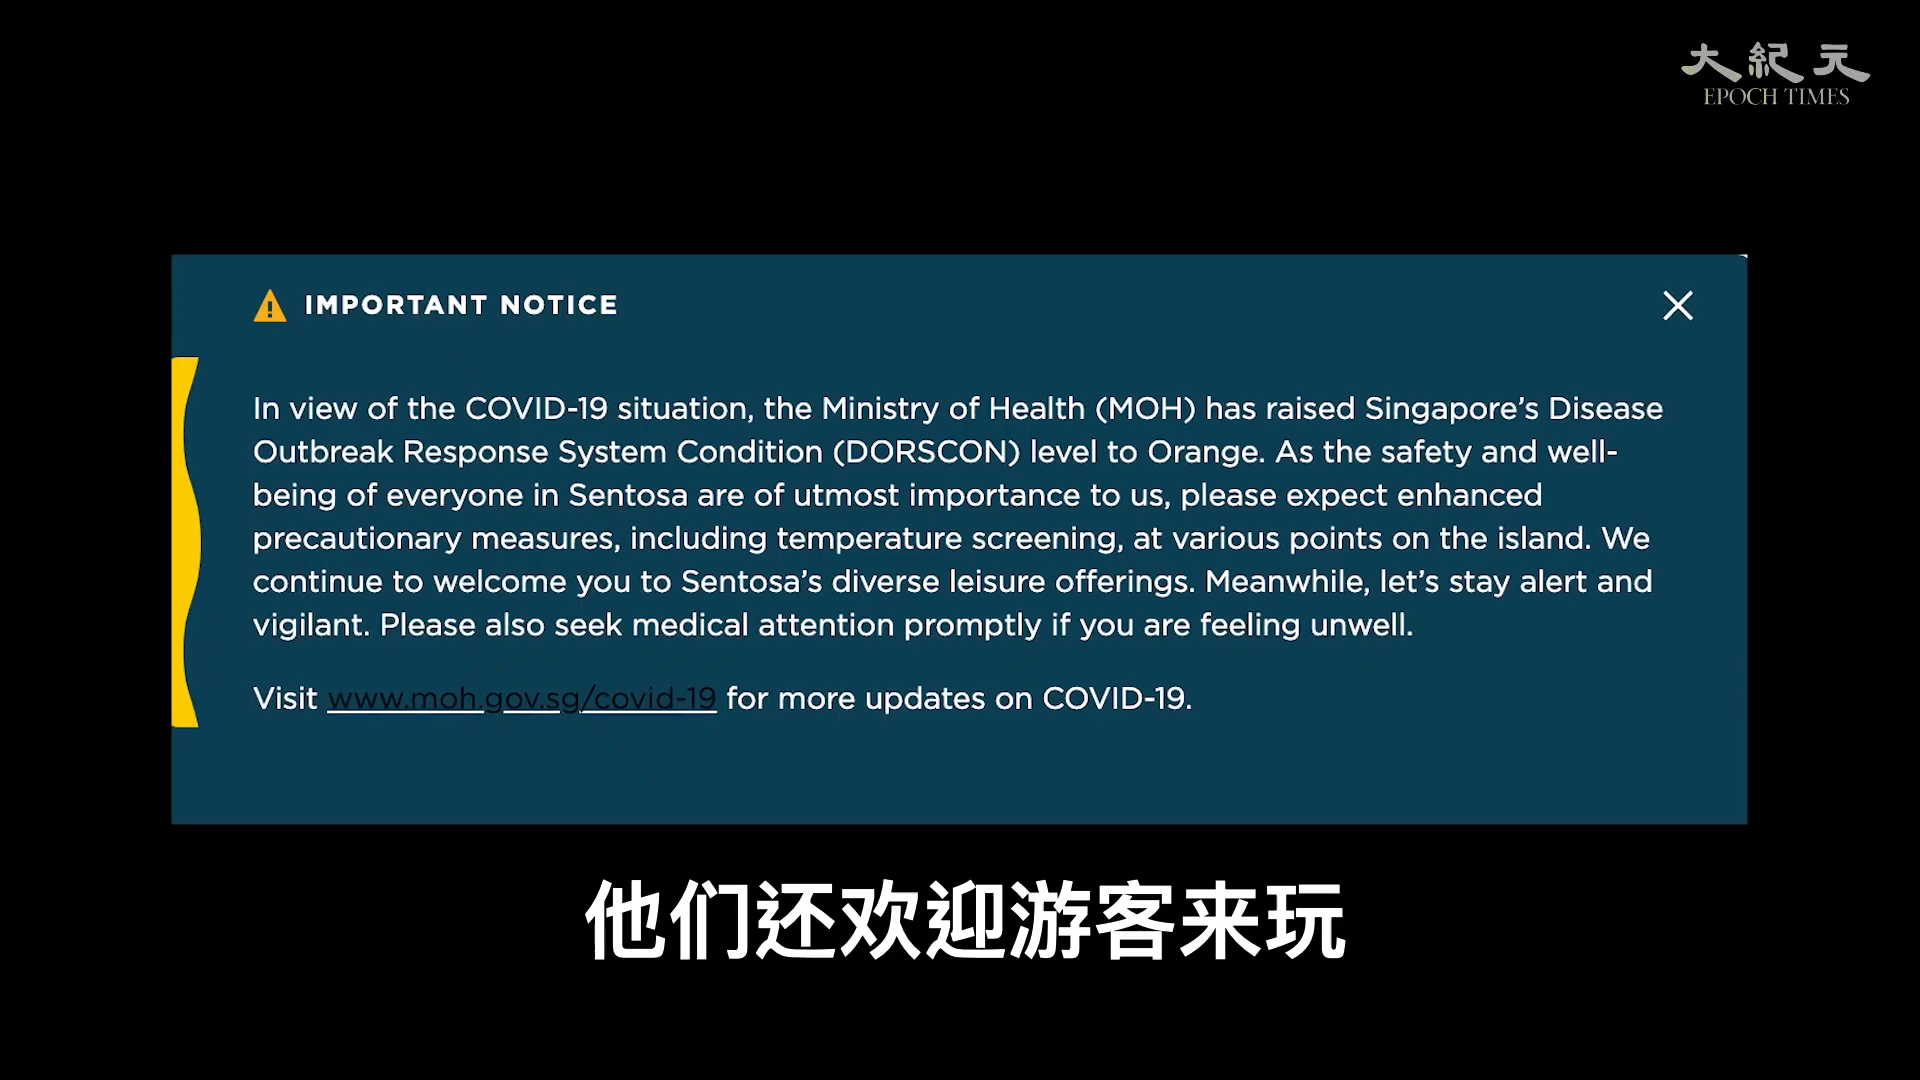 大紀元
EPOCH TIMES
IMPORTANT NOTICE
In view of the COVID-19 situation, the Ministry of Health (MOH) has raised Singapore’s Disease
Outbreak Response System Condition (DORSCON) level to Orange. As the safety and well-
being of everyone in Sentosa are of utmost importance to us, please expect enhanced
precautionary measures, including temperature screening, at various points on the island. We
continue to welcome you to Sentosa’s diverse leisure offerings. Meanwhile, let’s stay alert and
vigilant. Please also seek medical attention promptly if you are feeling unwell.
Visit www.moh.gov.sg/covid-19 for more updates on COVID-19.
他们还欢迎游客来玩